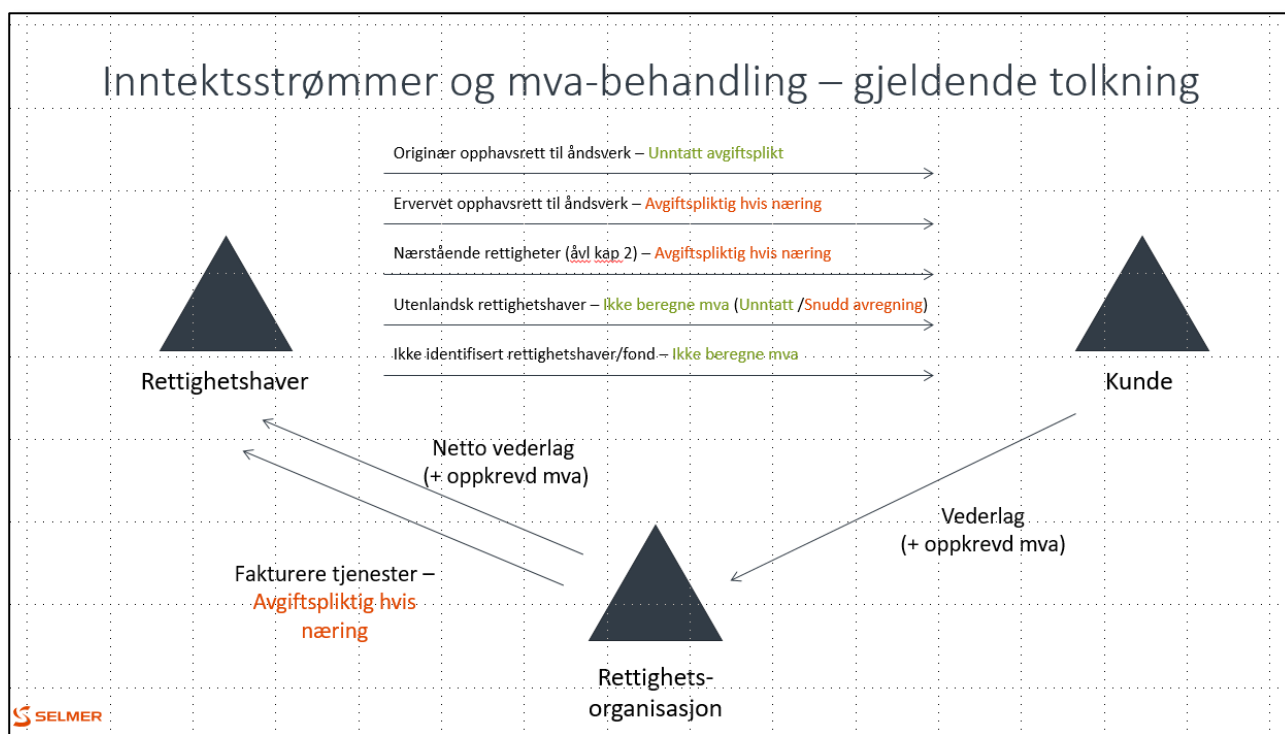 Inntektsstrømmer og mva-behandling – gjeldende tolkning
Originær opphavsrett til åndsverk – Unntatt avgiftsplikt
Ervervet opphavsrett til åndsverk – Avgiftspliktig hvis næring
Nærstående rettigheter (åvl kap 2) – Avgiftspliktig hvis næring
Utenlandsk rettighetshaver – Ikke beregne mva (Unntatt /Snudd avregning)
Ikke identifisert rettighetshaver/fond – Ikke beregne mva
Rettighetshaver
Kunde
Netto vederlag
(+ oppkrevd mva)
Vederlag
(+ oppkrevd mva)
Fakturere tjenester –
Avgiftspliktig hvis
næring
Rettighets-
organisasjon
SELMER